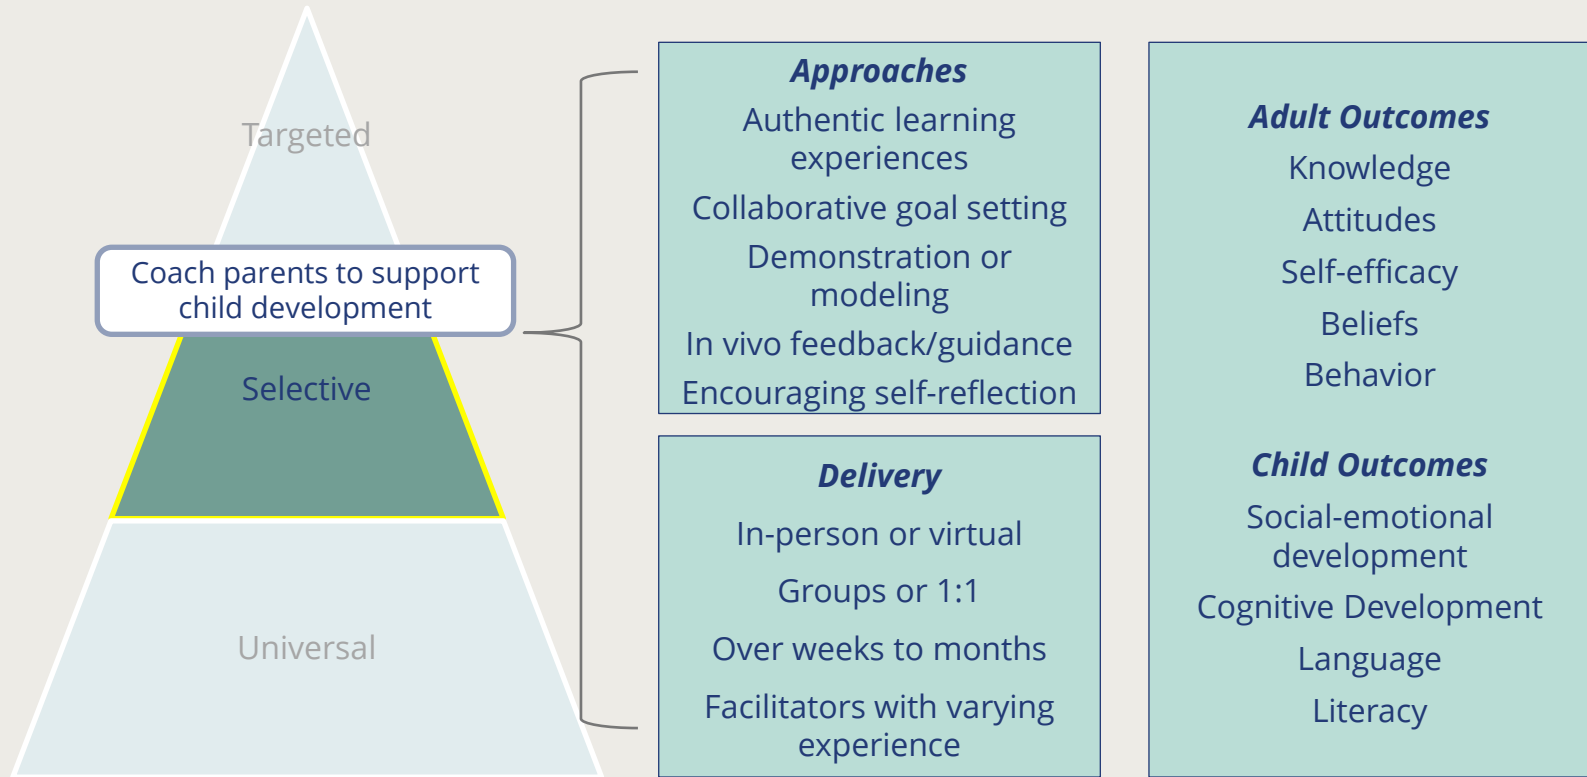 Targeted
Coach parents to support
child development
Selective
Universal
Approaches
Authentic learning
experiences
Collaborative goal setting
Demonstration or
modeling
In vivo feedback/guidance
Encouraging self-reflection
Delivery
In-person or virtual
Groups or 1:1
Over weeks to months
Facilitators with varying
experience
Adult Outcomes
Knowledge
Attitudes
Self-efficacy
Beliefs
Behavior
Child Outcomes
Social-emotional
development
Cognitive Development
Language
Literacy